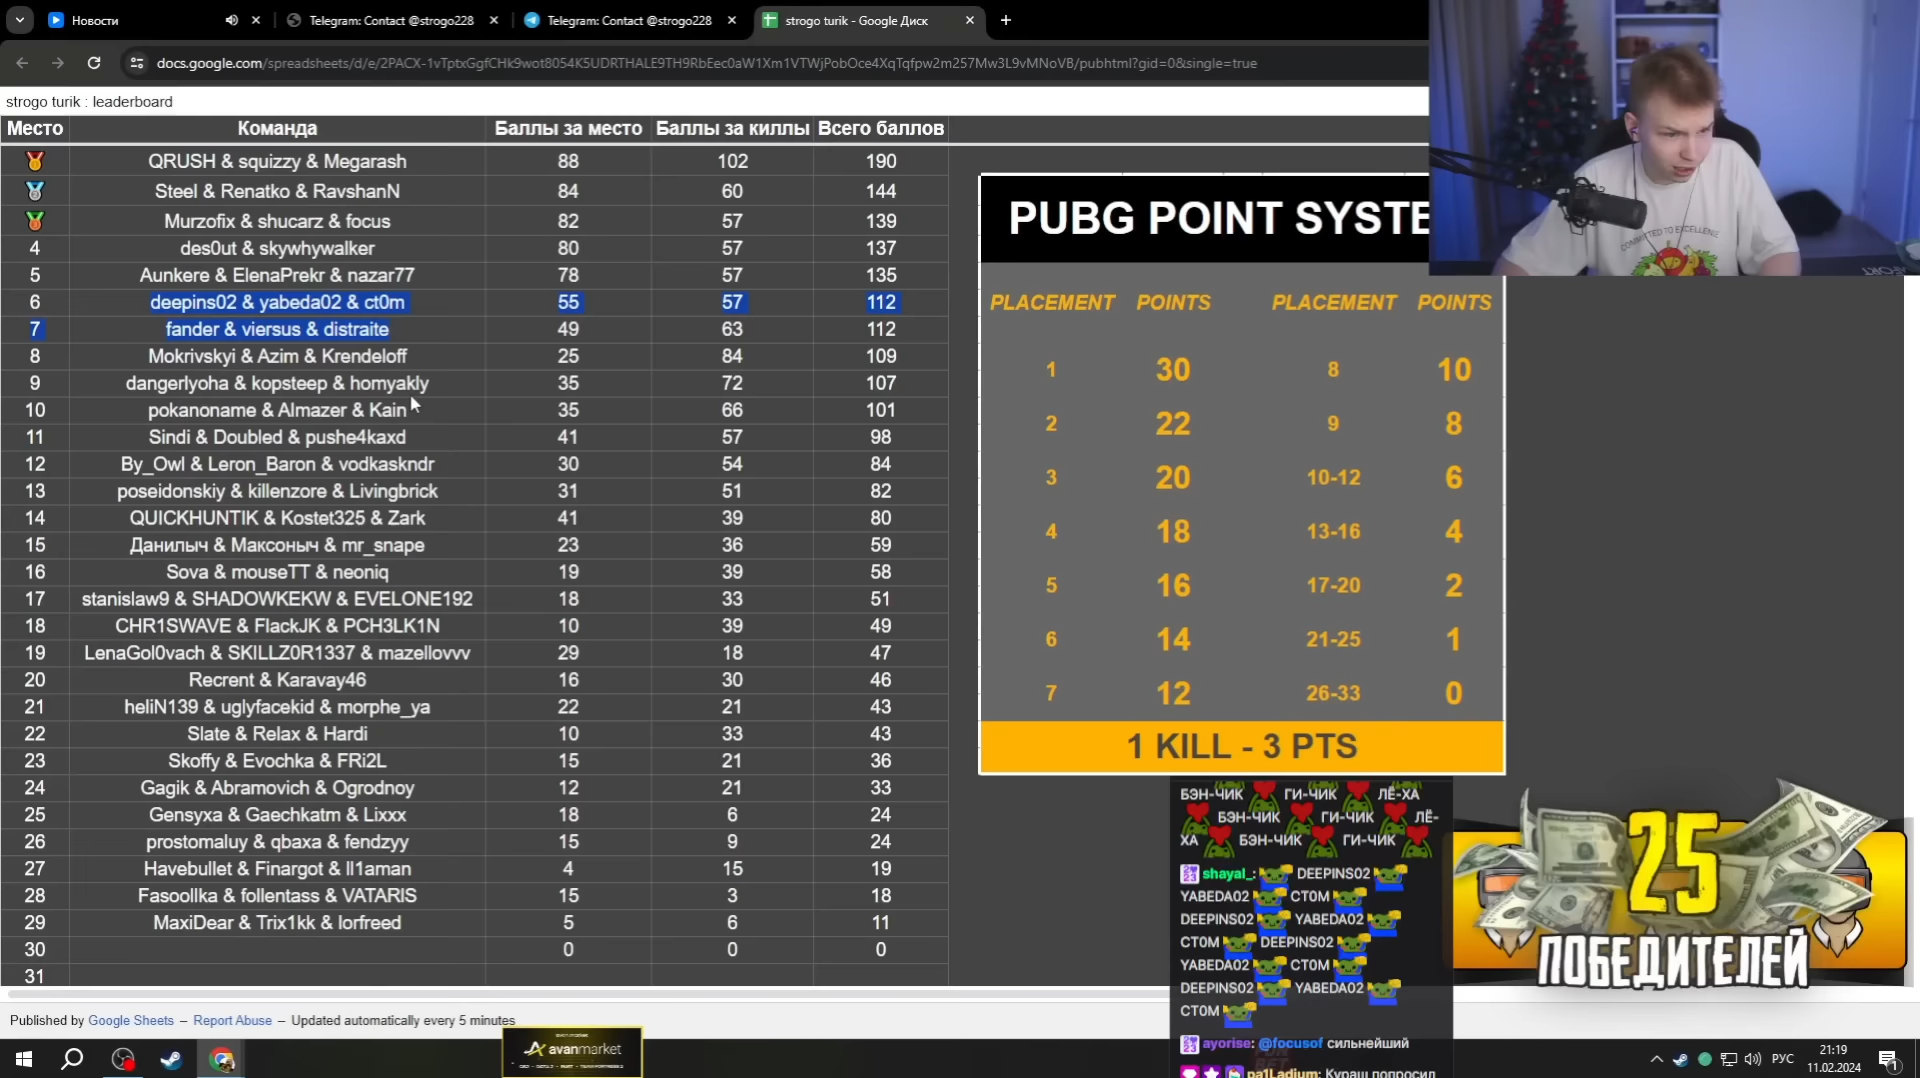 Новости
Telegram: Contact @strogo228
Telegram: Contact @strogo228
strogo turik - Google Диск
docs.google.com/spreadsheets/d/e/2PACX-1vTptxGgfCHk9wot8054K5UDRTHALE9TH9RbEec0aW1Xm1VTWjPobOce4XqTqfpw2m257Mw3L9vMNoVB/pubhtml?gid=0&single=true
strogo turik : leaderboard
Место Команда Баллы за место Баллы за киллы Всего баллов
QRUSH & squizzy & Megarash 88 102 190
Steel & Renatko & RavshanN 84 60 144
Murzofix & shucarz & focus 82 57 139
4 des0ut & skywhywalker 80 57 137
5 Aunkere & ElenaPrekr & nazar77 78 57 135
6 deepins02 & yabeda02 & ct0m 55 57 112
7 fander & viersus & distraite 49 63 112
8 Mokrivskyi & Azim & Krendeloff 25 84 109
9 dangerlyoha & kopsteep & homyakly 35 72 107
10 pokanoname & Almazer & Kain 35 66 101
11 Sindi & Doubled & pushe4kaxd 41 57 98
12 By_Owl & Leron_Baron & vodkaskndr 30 54 84
13 poseidonskiy & killenzore & Livingbrick 31 51 82
14 QUICKHUNTIK & Kostet325 & Zark 41 39 80
15 Данилыч & Максоныч & mr_snape 23 36 59
16 Sova & mouseTT & neoniq 19 39 58
17 stanislaw9 & SHADOWKEKW & EVELONE192 18 33 51
18 CHR1SWAVE & FlackJK & PCH3LK1N 10 39 49
19 LenaGol0vach & SKILLZ0R1337 & mazellovvv 29 18 47
20 Recrent & Karavay46 16 30 46
21 heliN139 & uglyfacekid & morphe_ya 22 21 43
22 Slate & Relax & Hardi 10 33 43
23 Skoffy & Evochka & FRi2L 15 21 36
24 Gagik & Abramovich & Ogrodnoy 12 21 33
25 Gensyxa & Gaechkatm & Lixxx 18 6 24
26 prostomaluy & qbaxa & fendzyy 15 9 24
27 Havebullet & Finargot & ll1aman 4 15 19
28 Fasoollka & follentass & VATARIS 15 3 18
29 MaxiDear & Trix1kk & lorfreed 5 6 11
30 0 0 0
31
PUBG POINT SYSTE
PLACEMENT POINTS PLACEMENT POINTS
1 30 8 10
2 22 9 8
3 20 10-12 6
4 18 13-16 4
5 16 17-20 2
6 14 21-25 1
7 12 26-33 0
1 KILL - 3 PTS
COMMITTED TO EXCELLENCE
БЭН-ЧИК ГИ-ЧИК ЛЁ-ХА
БЭН-ЧИК ГИ-ЧИК ЛЁ-
ХА БЭН-ЧИК ГИ-ЧИК
shayal_: DEEPINS02
YABEDA02 CT0M
DEEPINS02 YABEDA02
CT0M DEEPINS02
YABEDA02 CT0M
DEEPINS02 YABEDA02
CT0M
ayorise: @focusof сильнейший
pa1Ladium: Кураш попросил
25
ПОБЕДИТЕЛЕЙ
Published by Google Sheets – Report Abuse – Updated automatically every 5 minutes
avanmarket
РУС
21:19
11.02.2024
1